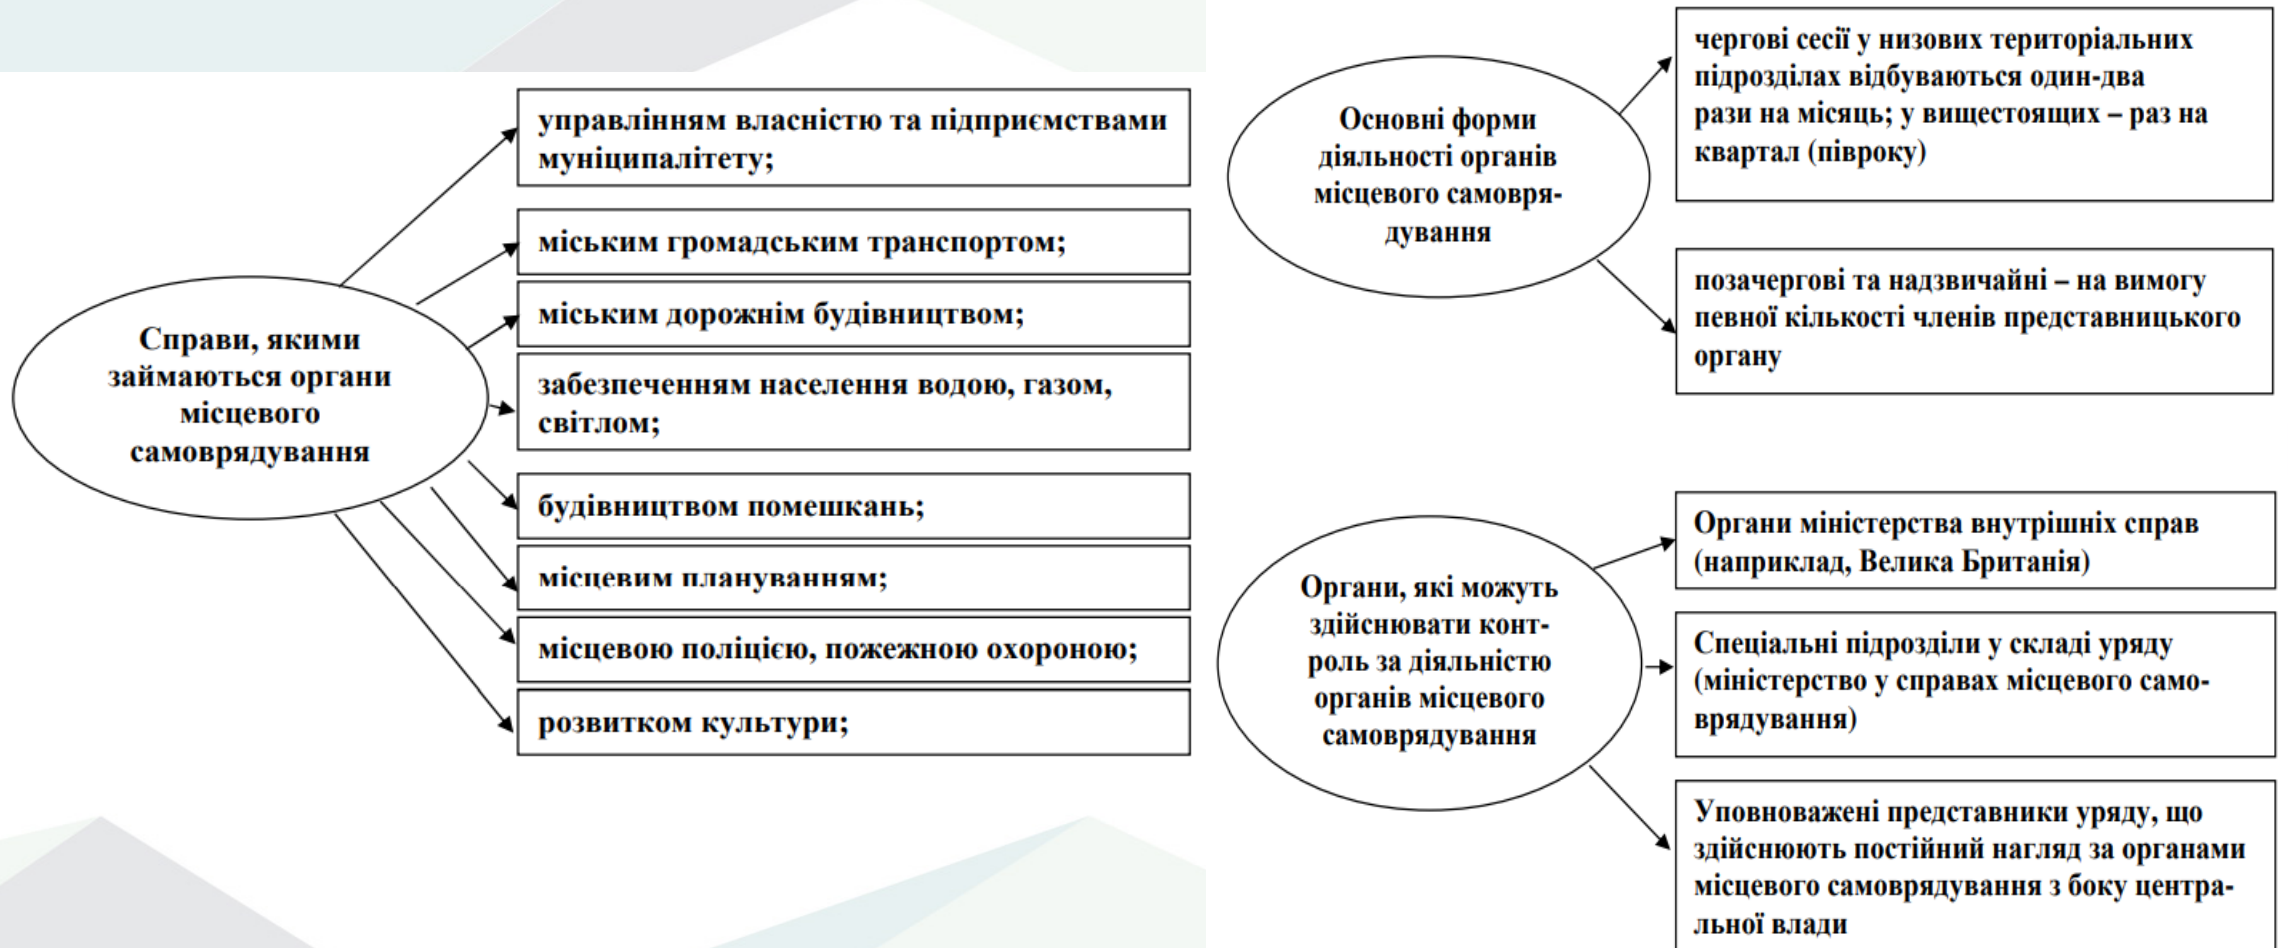 Справи, якими
займаються органи
місцевого
самоврядування
управлінням власністю та підприємствами
муніципалітету;
міським громадським транспортом;
міським дорожнім будівництвом;
забезпеченням населення водою, газом,
світлом;
будівництвом помешкань;
місцевим плануванням;
місцевою поліцією, пожежною охороною;
розвитком культури;
Основні форми
діяльності органів
місцевого самовря-
дування
чергові сесії у низових територіальних
підрозділах відбуваються один-два
рази на місяць; у вищестоящих – раз на
квартал (півроку)
позачергові та надзвичайні – на вимогу
певної кількості членів представницького
органу
Органи, які можуть
здійснювати конт-
роль за діяльністю
органів місцевого
самоврядування
Органи міністерства внутрішніх справ
(наприклад, Велика Британія)
Спеціальні підрозділи у складі уряду
(міністерство у справах місцевого само-
врядування)
Уповноважені представники уряду, що
здійснюють постійний нагляд за органами
місцевого самоврядування з боку центра-
льної влади